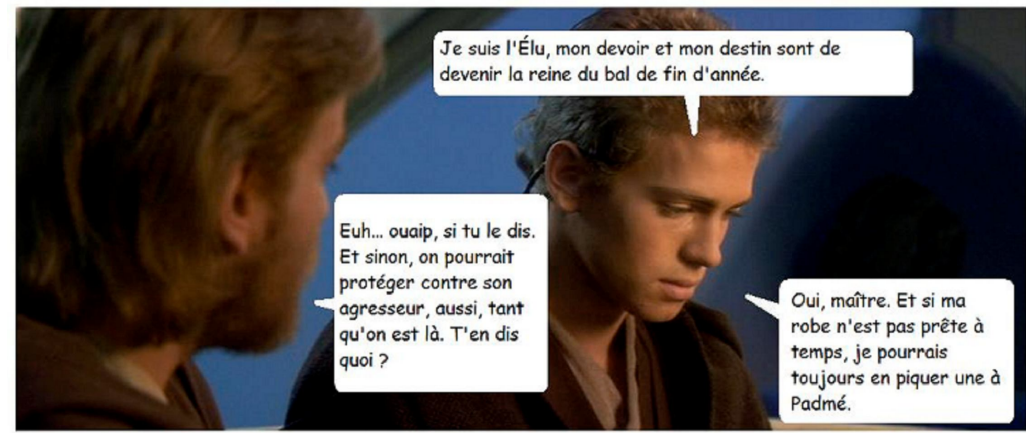 Je suis l'Élu, mon devoir et mon destin sont de
devenir la reine du bal de fin d'année.
Euh... ouaip, si tu le dis.
Et sinon, on pourrait
protéger contre son
agresseur, aussi, tant
qu'on est là. T'en dis
quoi ?
Oui, maître. Et si ma
robe n'est pas prête à
temps, je pourrais
toujours en piquer une à
Padmé.